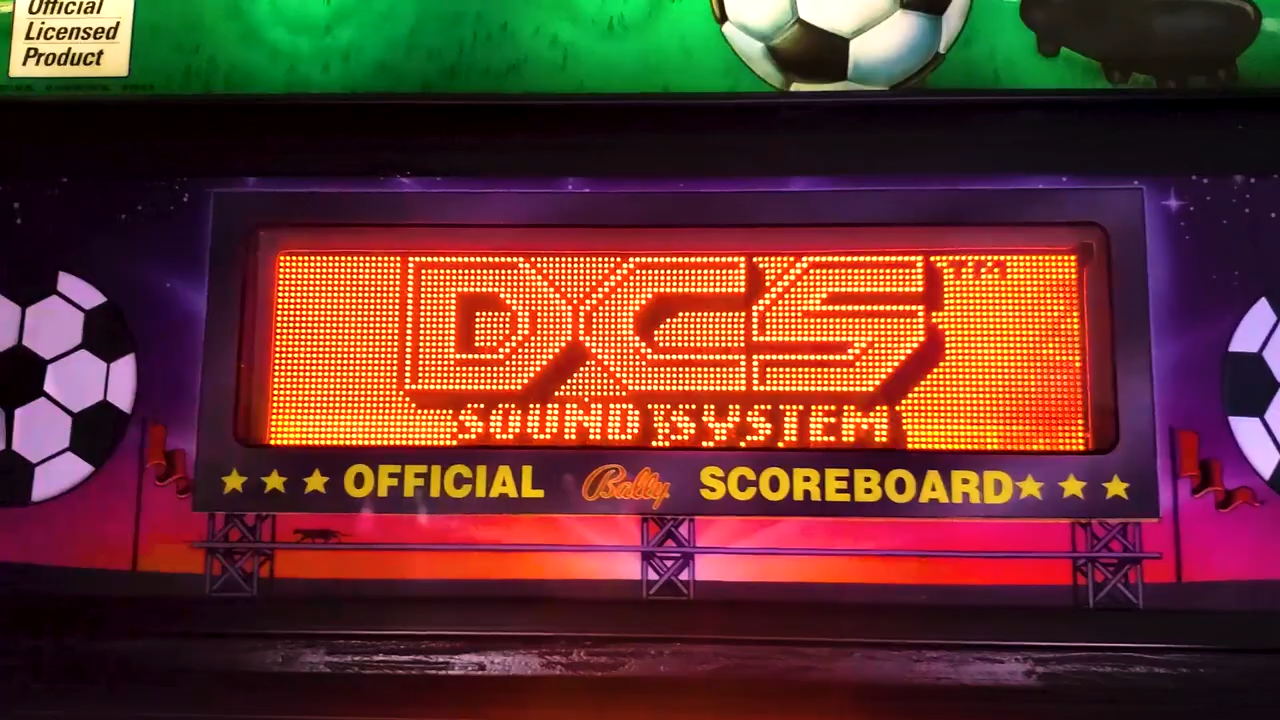 Official
Licensed
Product
DCS™
SOUND SYSTEM
★ ★ ★ OFFICIAL Bally SCOREBOARD ★ ★ ★